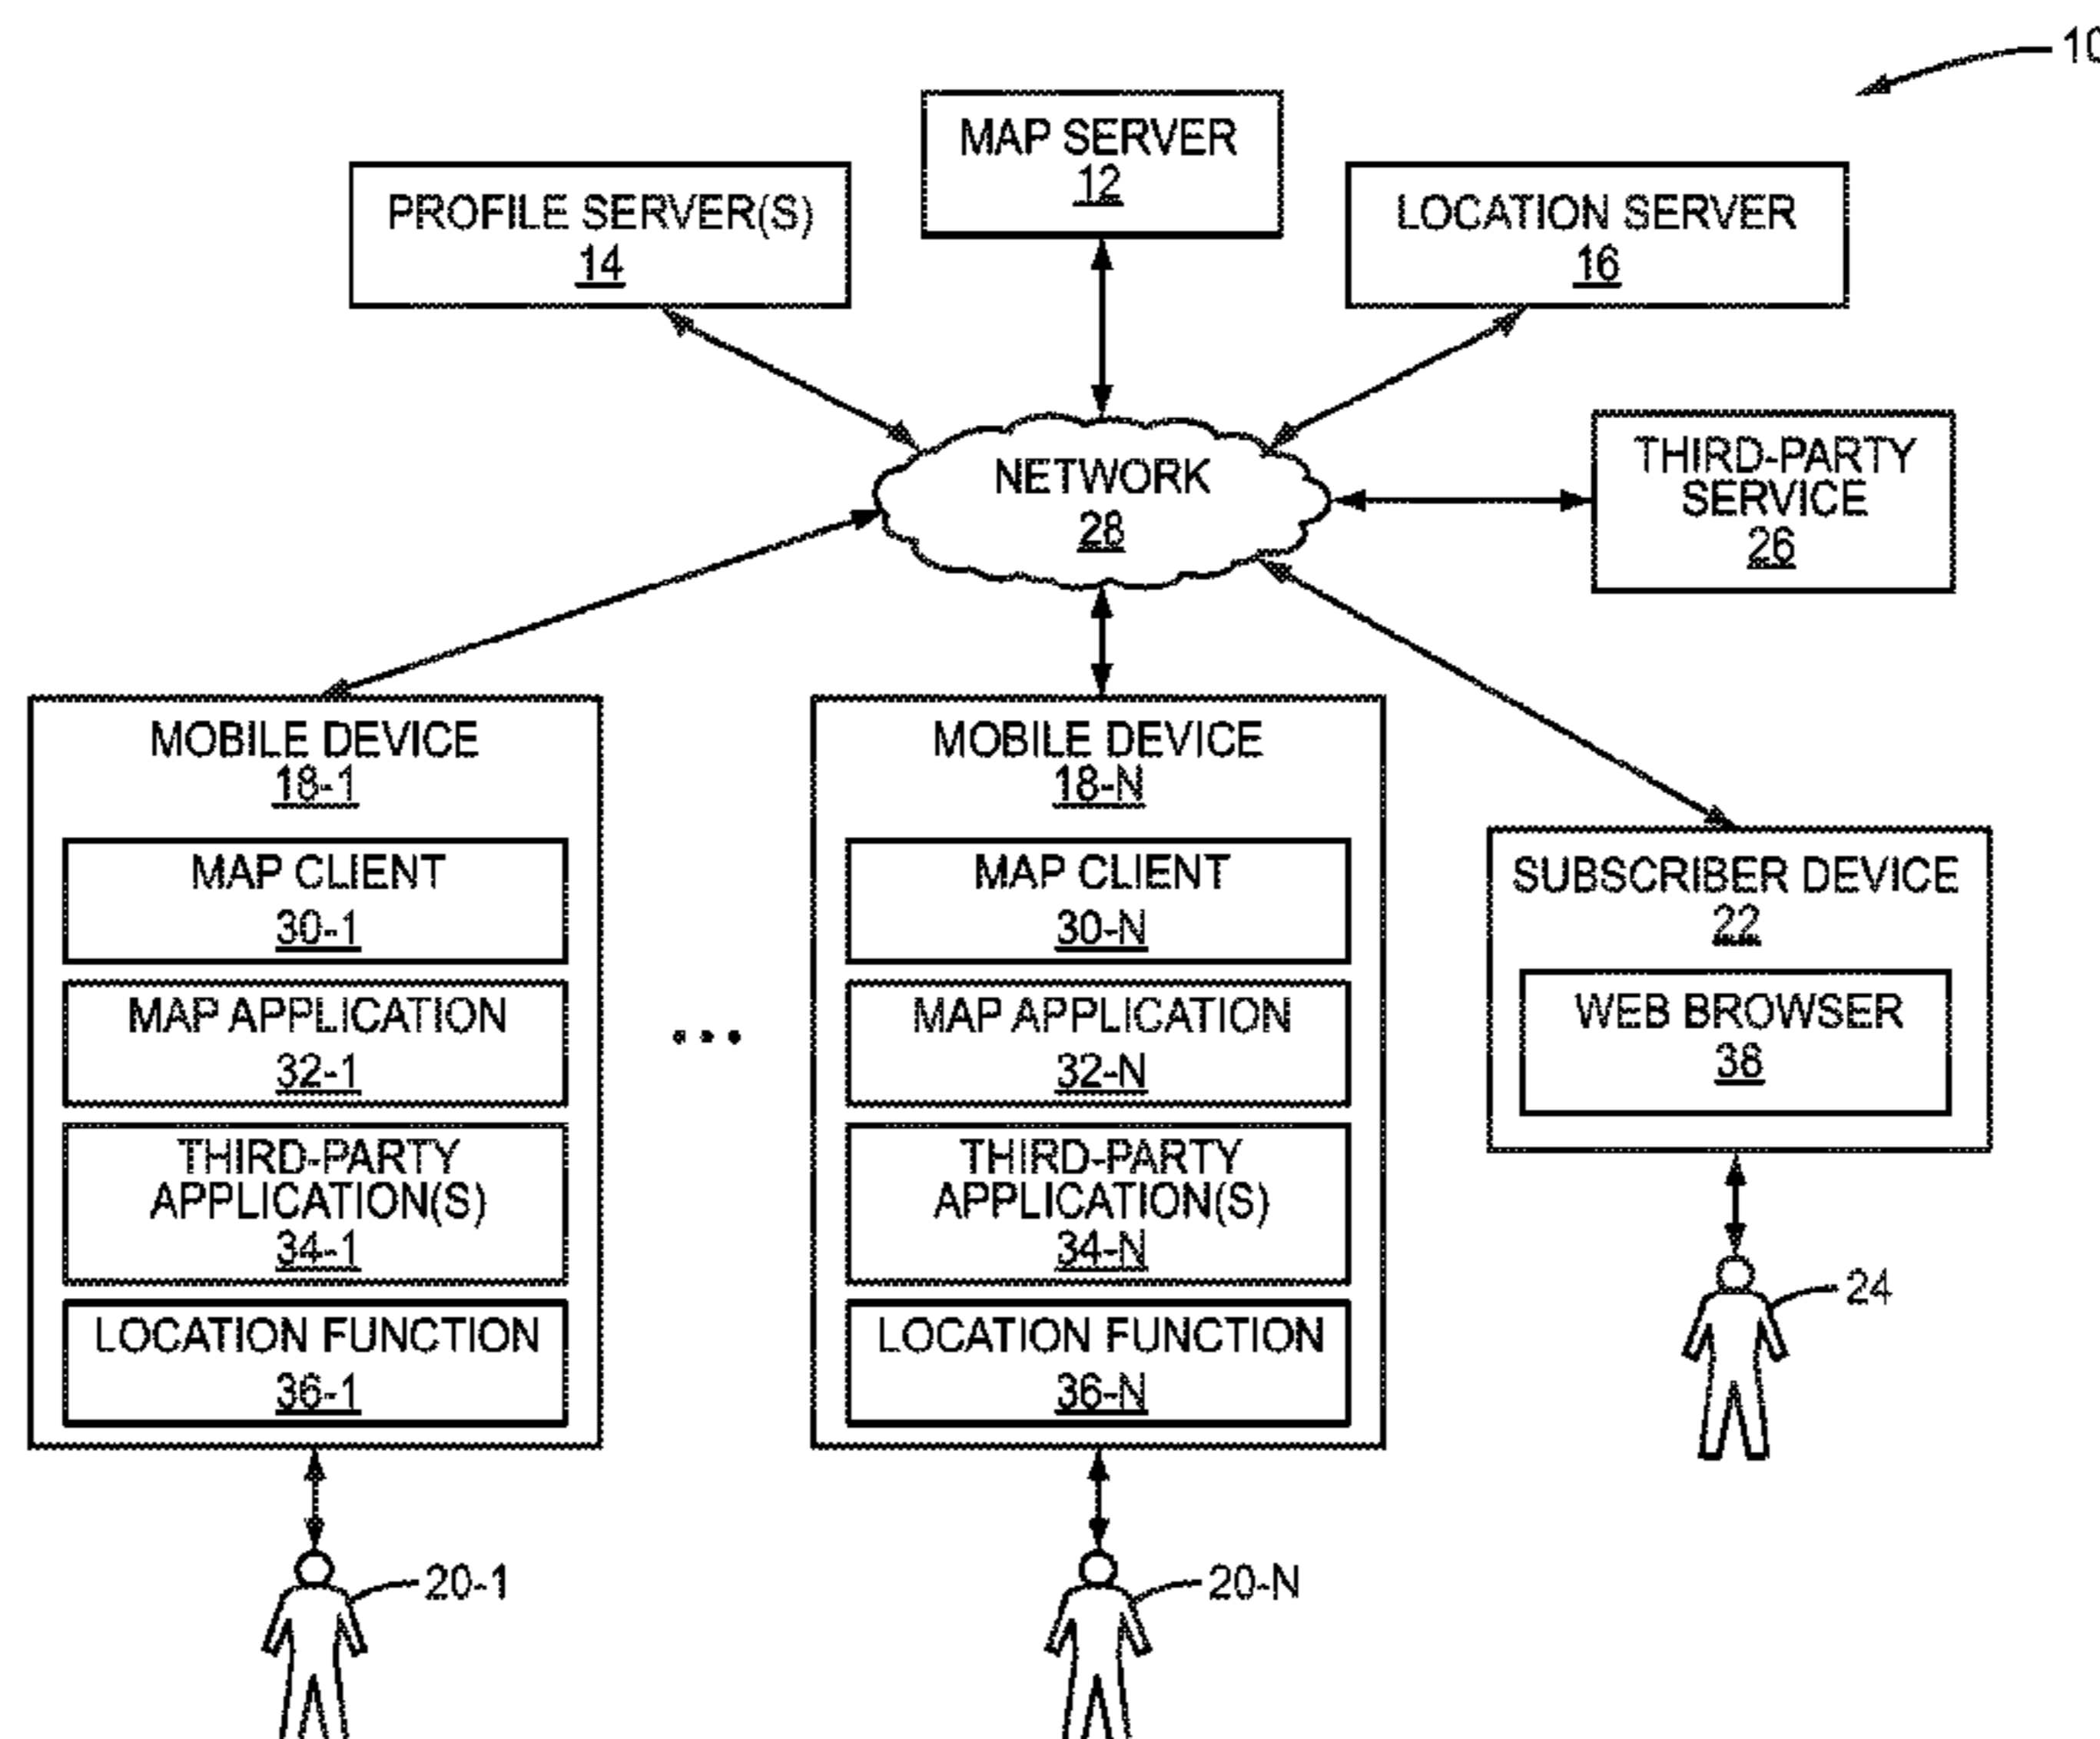 10
MAP SERVER
12
PROFILE SERVER(S)
14
LOCATION SERVER
16
NETWORK
28
THIRD-PARTY
SERVICE
26
MOBILE DEVICE
18-1
MAP CLIENT
30-1
MAP APPLICATION
32-1
THIRD-PARTY
APPLICATION(S)
34-1
LOCATION FUNCTION
36-1
20-1
...
MOBILE DEVICE
18-N
MAP CLIENT
30-N
MAP APPLICATION
32-N
THIRD-PARTY
APPLICATION(S)
34-N
LOCATION FUNCTION
36-N
20-N
SUBSCRIBER DEVICE
22
WEB BROWSER
38
24